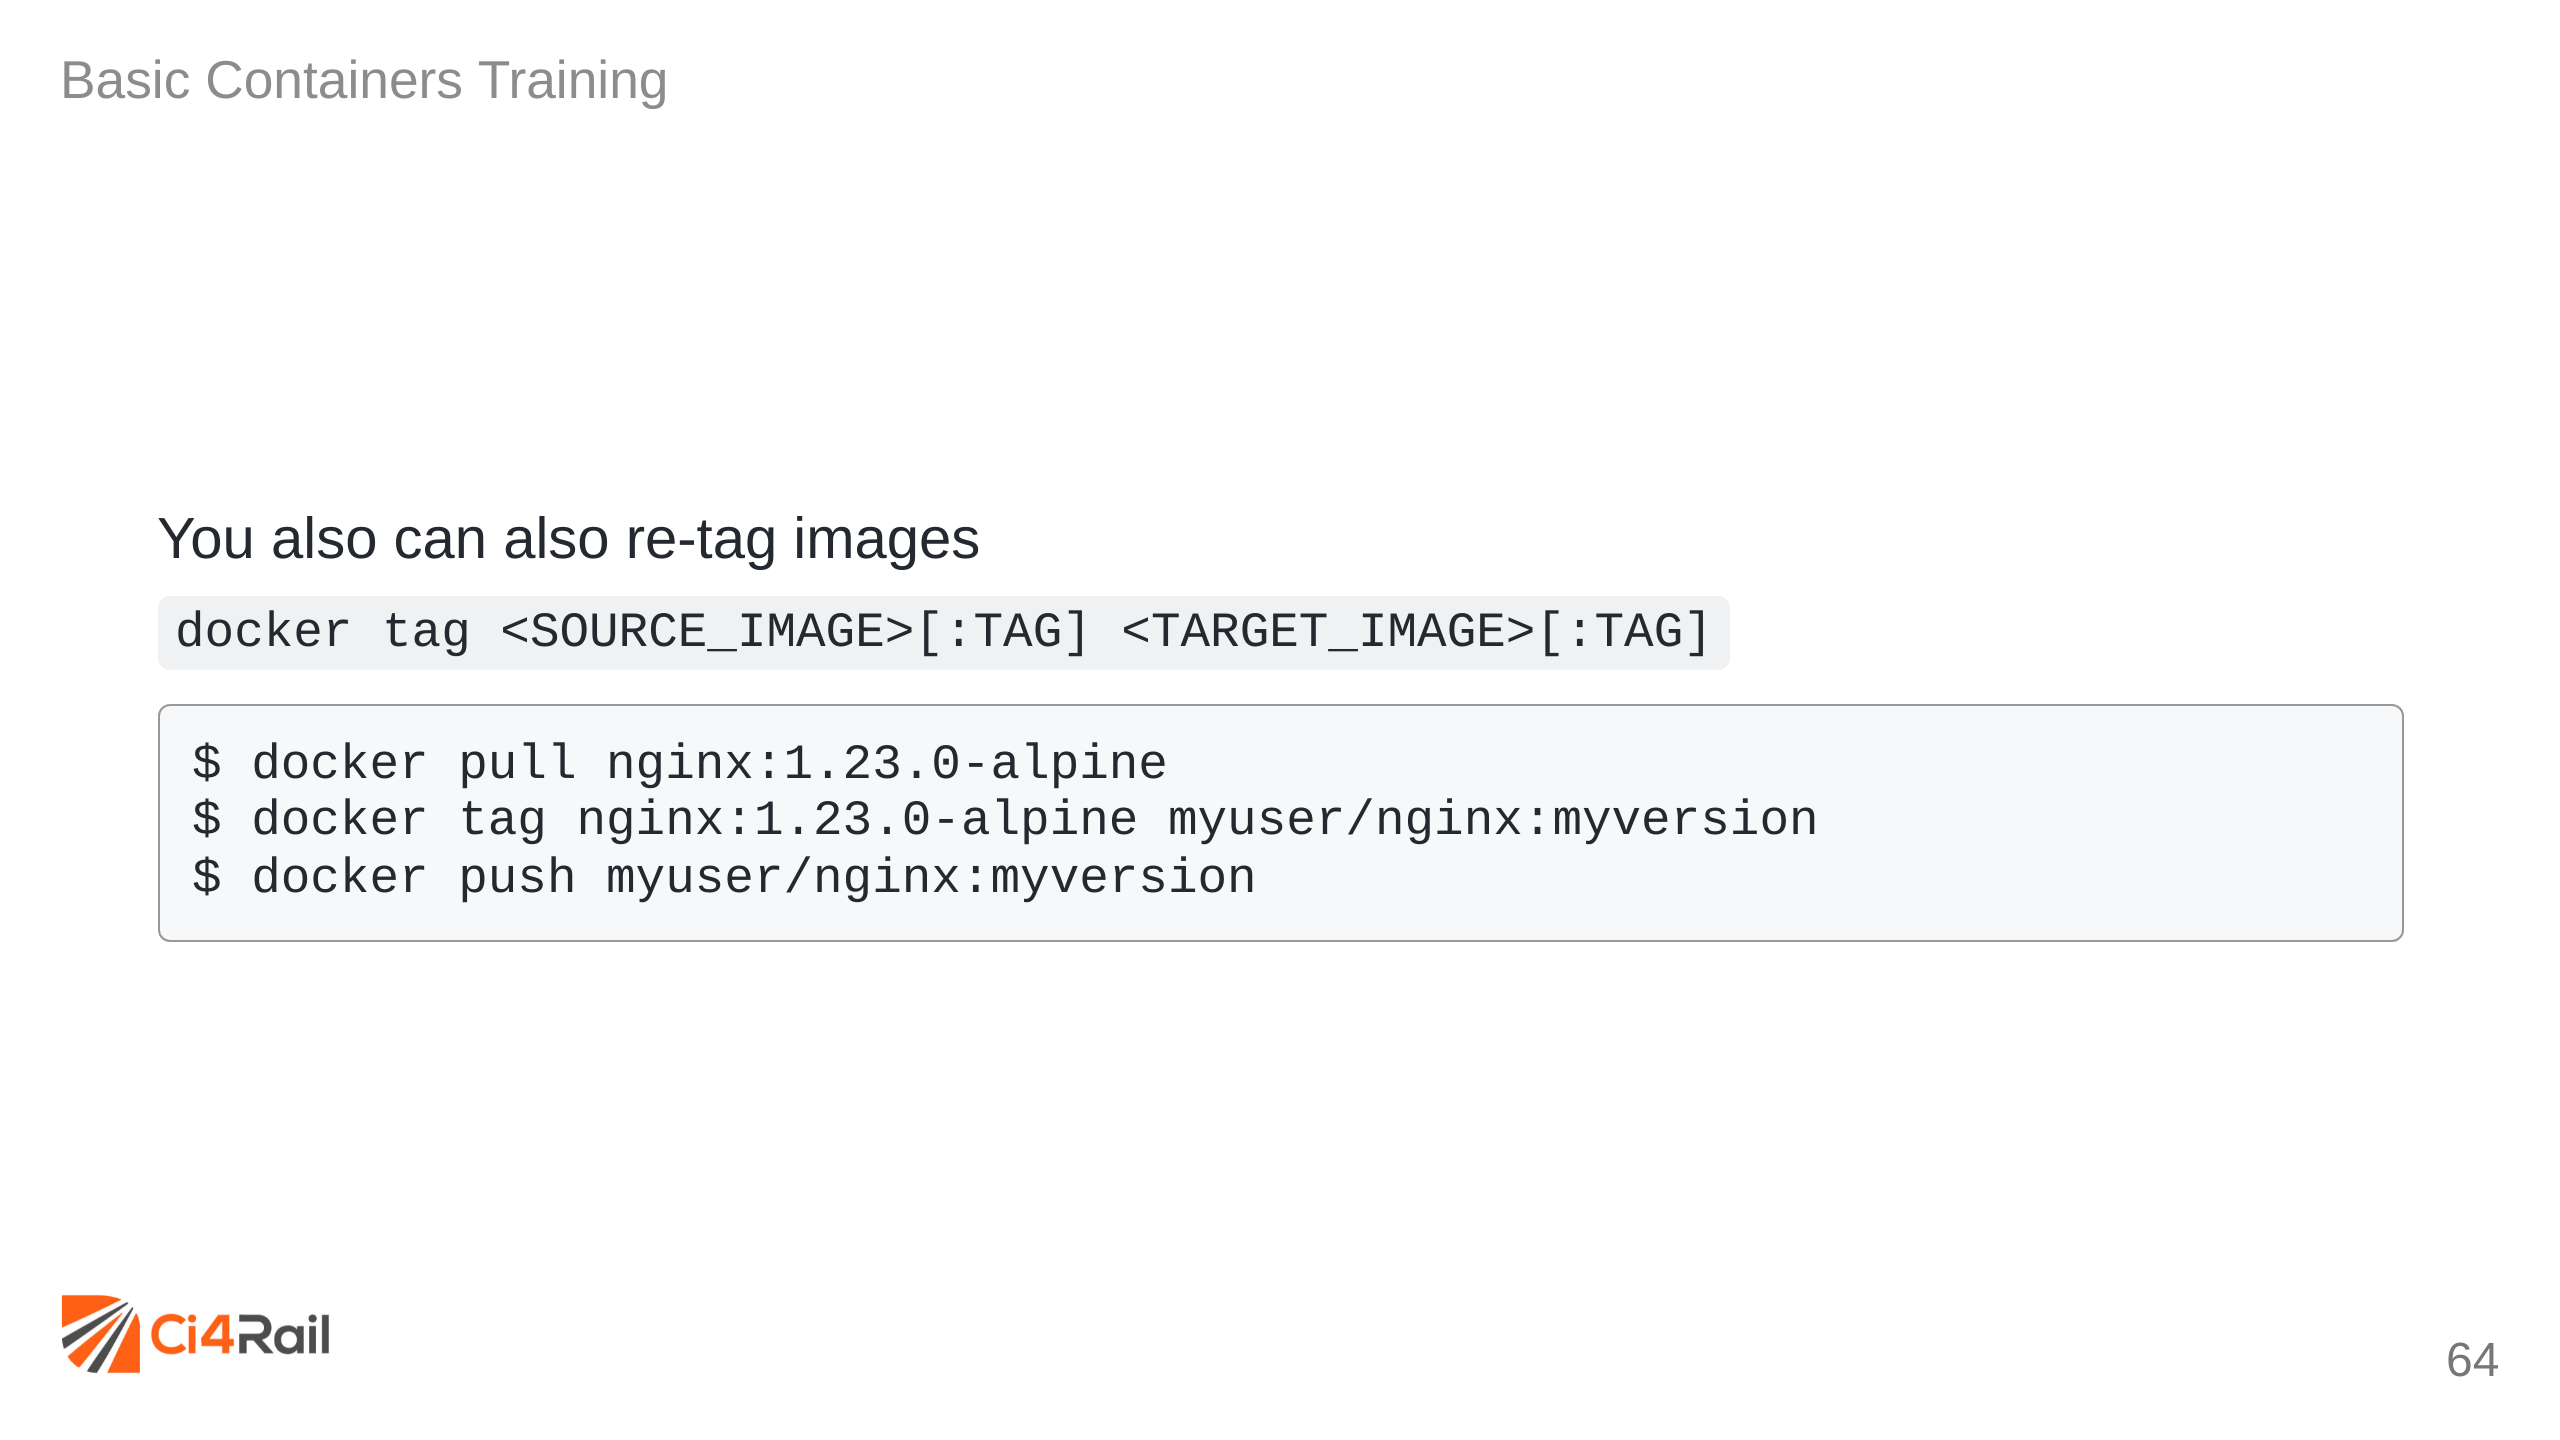 Basic Containers Training
You also can also re-tag images
docker tag <SOURCE_IMAGE>[:TAG] <TARGET_IMAGE>[:TAG]
$ docker pull nginx:1.23.0-alpine
$ docker tag nginx:1.23.0-alpine myuser/nginx:myversion
$ docker push myuser/nginx:myversion
Ci4Rail
64